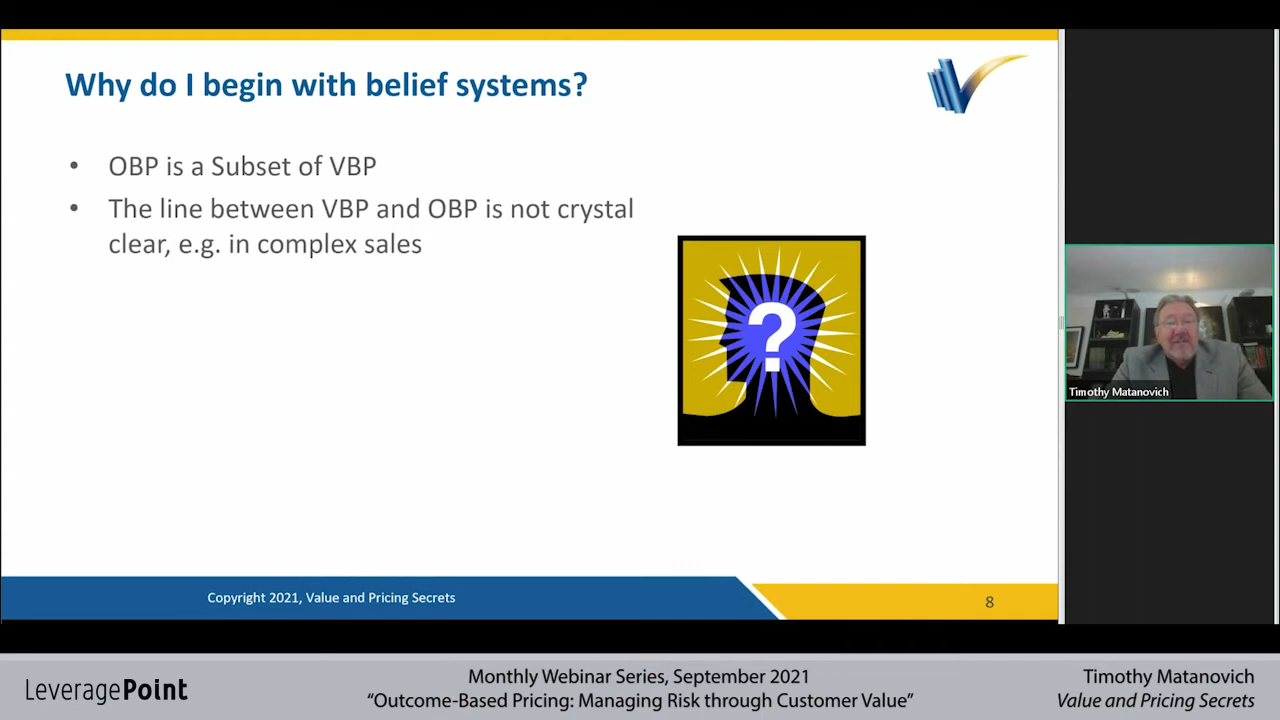 Why do I begin with belief systems?
• OBP is a Subset of VBP
• The line between VBP and OBP is not crystal
clear, e.g. in complex sales
?
Timothy Matanovich
Copyright 2021, Value and Pricing Secrets
8
LeveragePoint
Monthly Webinar Series, September 2021
“Outcome-Based Pricing: Managing Risk through Customer Value”
Timothy Matanovich
Value and Pricing Secrets